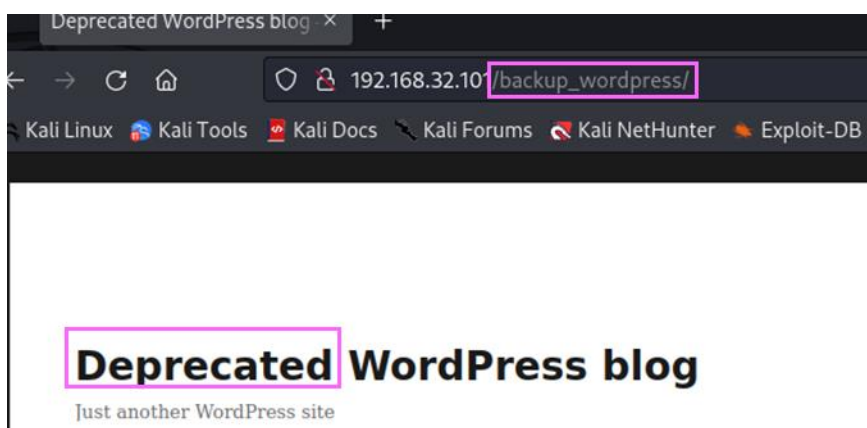 Deprecated WordPress blog
192.168.32.101/backup_wordpress/
Kali Linux Kali Tools Kali Docs Kali Forums Kali NetHunter Exploit-DB
Deprecated WordPress blog
Just another WordPress site